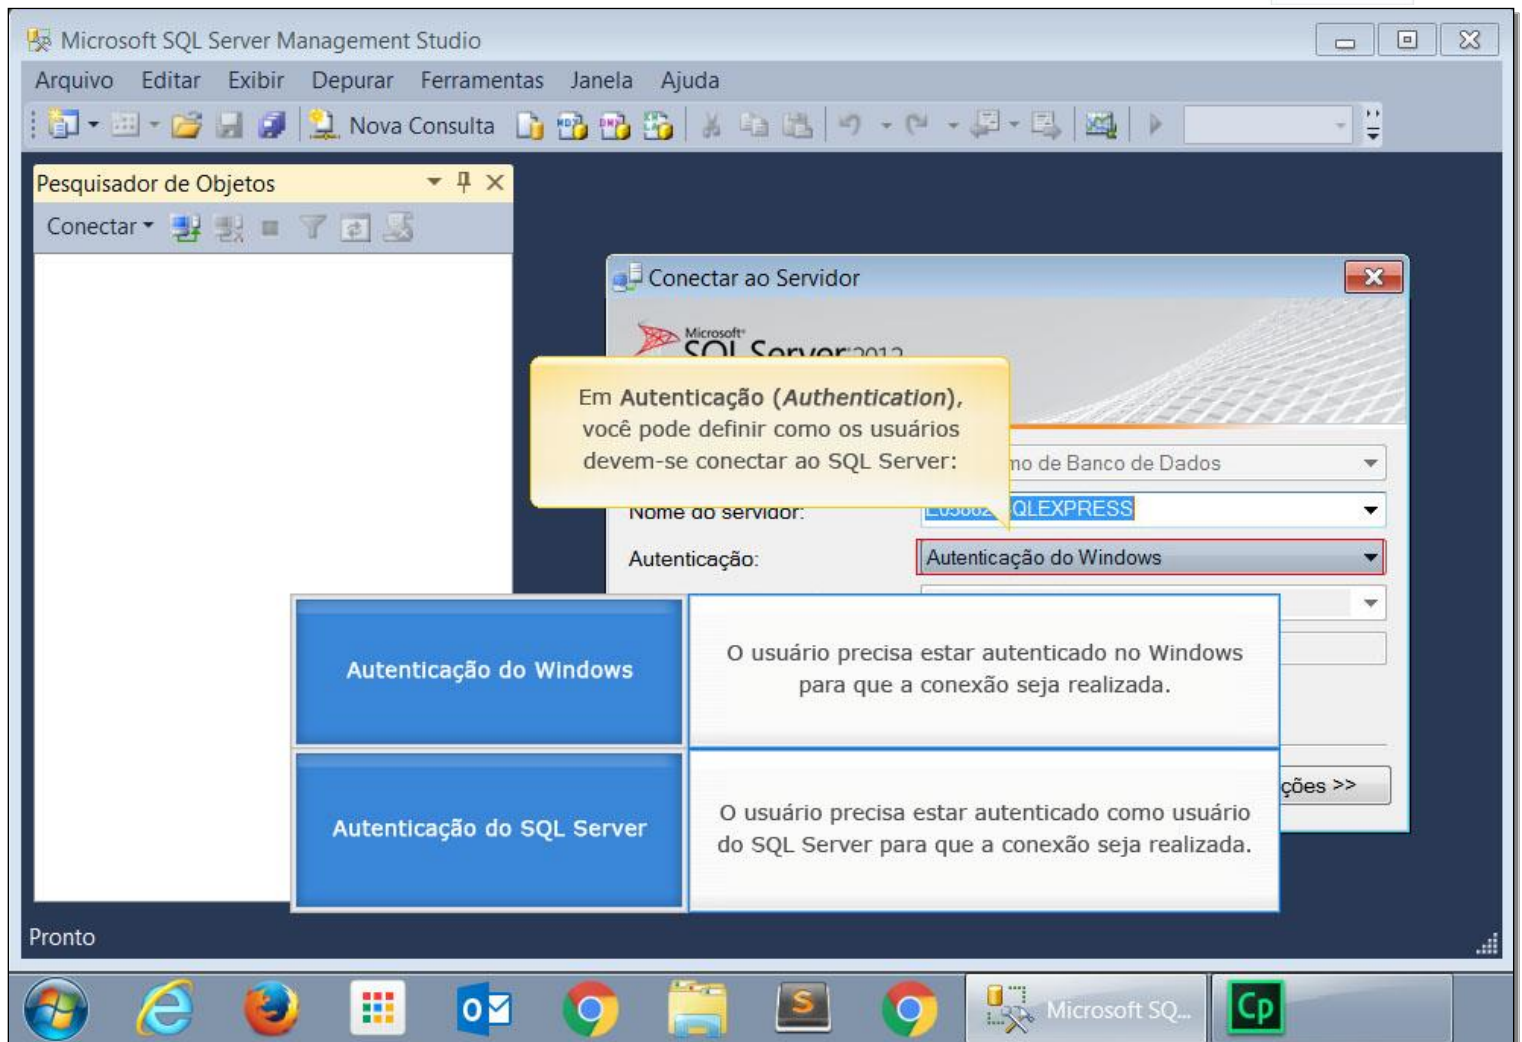 Microsoft SQL Server Management Studio
Arquivo Editar Exibir Depurar Ferramentas Janela Ajuda
Nova Consulta
Pesquisador de Objetos
Conectar
Conectar ao Servidor
Microsoft
SQL Server 2012
Em Autenticação (Authentication),
você pode definir como os usuários
devem-se conectar ao SQL Server:
de Banco de Dados
Nome do servidor:
QLEXPRESS
Autenticação: Autenticação do Windows
Autenticação do Windows
O usuário precisa estar autenticado no Windows
para que a conexão seja realizada.
ções >>
Autenticação do SQL Server
O usuário precisa estar autenticado como usuário
do SQL Server para que a conexão seja realizada.
Pronto
Microsoft SQ...
Cp